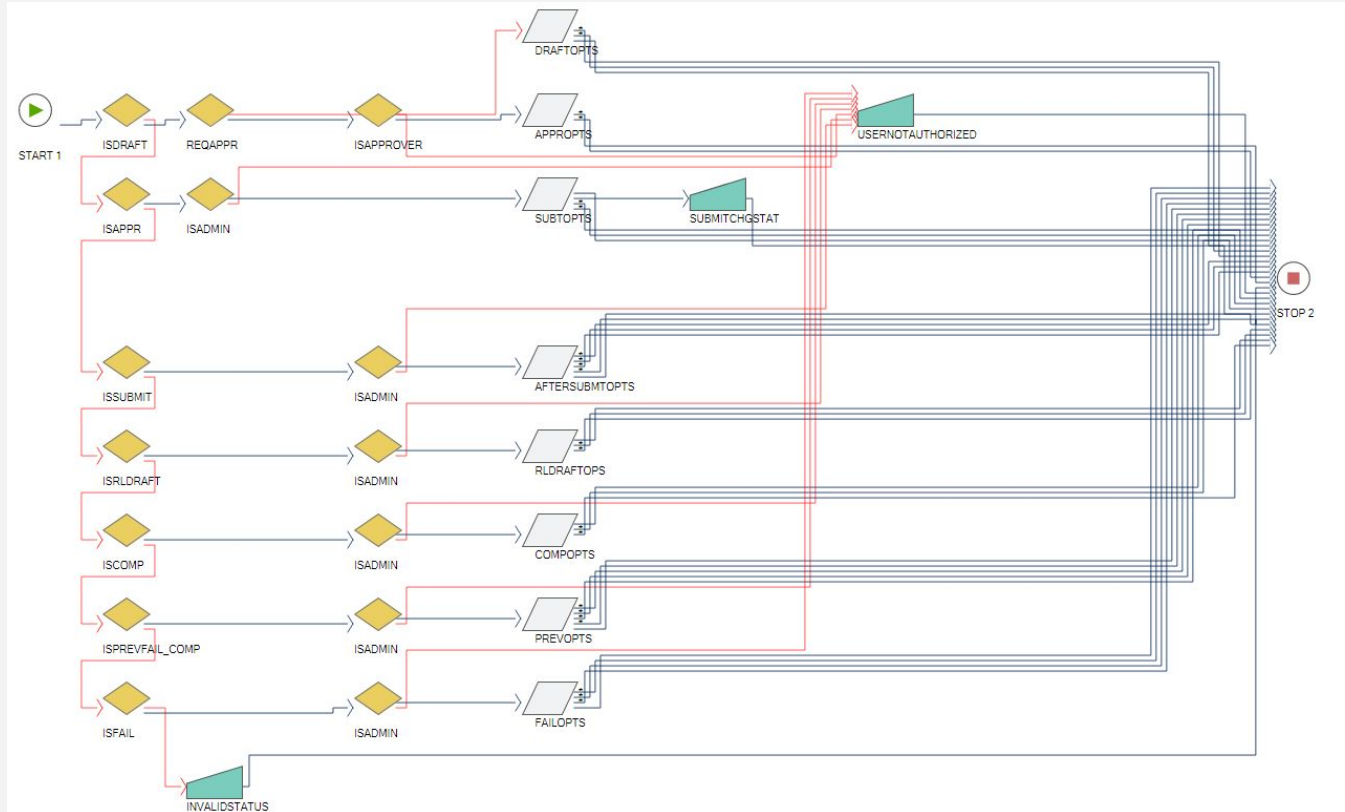 DRAFTOPTS
START 1
ISDRAFT
REQAPPR
ISAPPROVER
APPROPTS
USERNOTAUTHORIZED
ISAPPR
ISADMIN
SUBTOPTS
SUBMITCHGSTAT
STOP 2
ISSUBMIT
ISADMIN
AFTERSUBMTOPTS
ISRLDRAFT
ISADMIN
RLDRAFTOPS
ISCOMP
ISADMIN
COMPOPTS
ISPREVFAIL_COMP
ISADMIN
PREVOPTS
ISFAIL
ISADMIN
FAILOPTS
INVALIDSTATUS